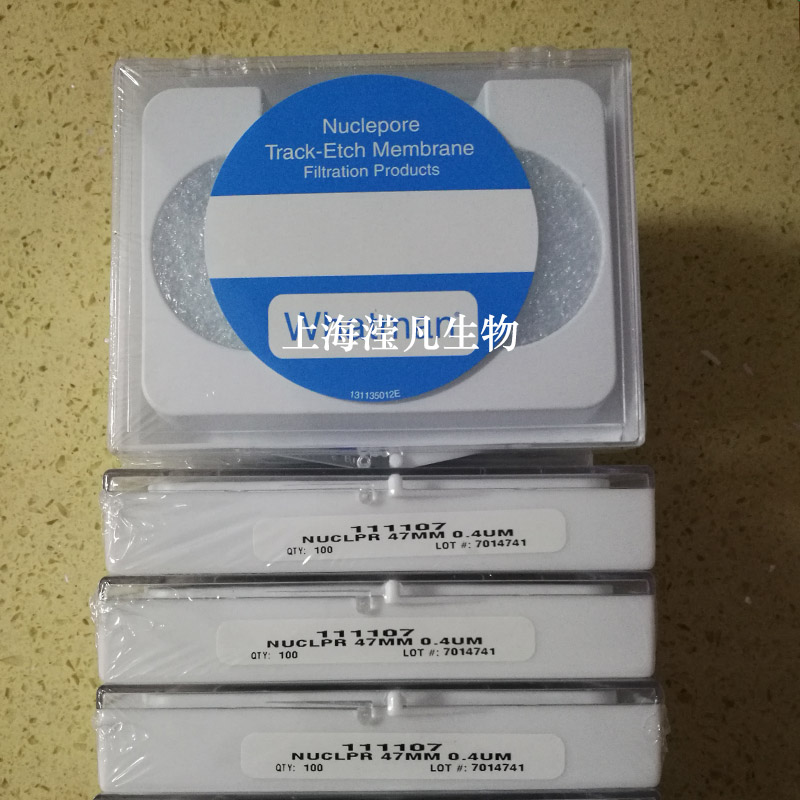 Nuclepore
Track-Etch Membrane
Filtration Products
Whatman
上海滢凡生物
131135012E
111107
NUCLPR 47MM 0.4UM
QTY: 100 LOT #: 7014741
111107
NUCLPR 47MM 0.4UM
QTY: 100 LOT #: 7014741
111107
NUCLPR 47MM 0.4UM
QTY: 100 LOT #: 7014741